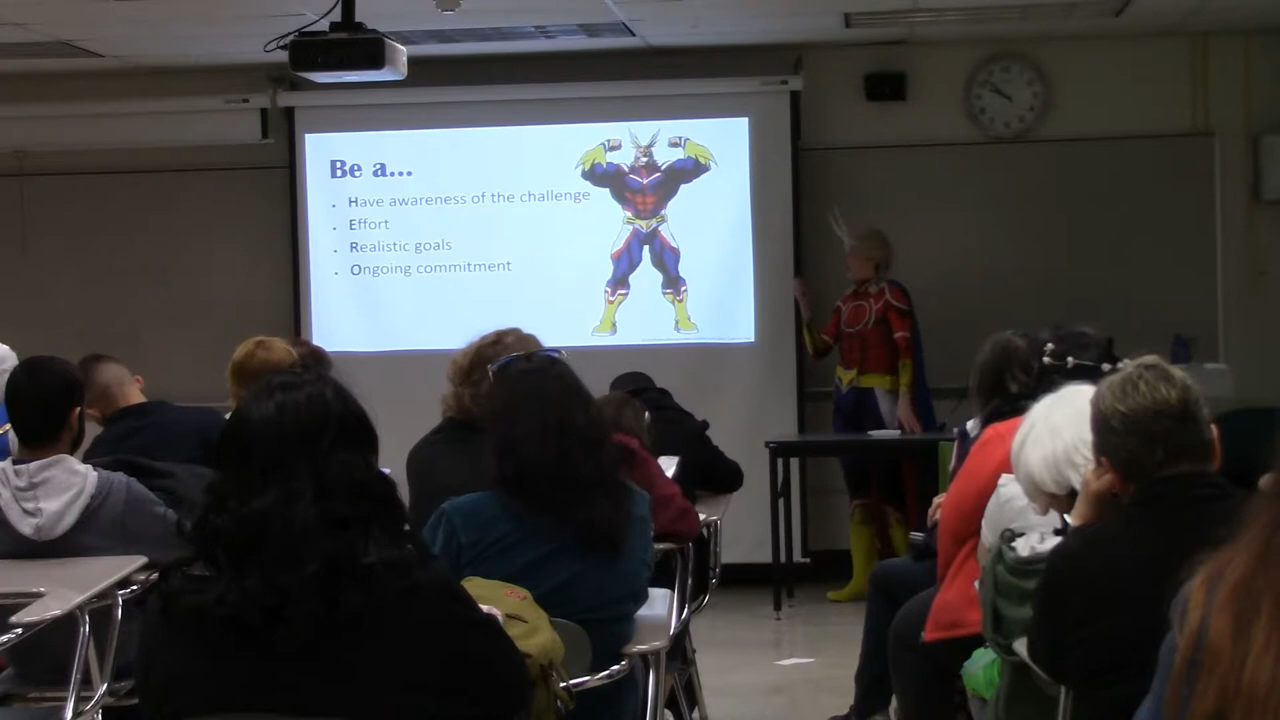 Be a...
. Have awareness of the challenge
. Effort
. Realistic goals
. Ongoing commitment